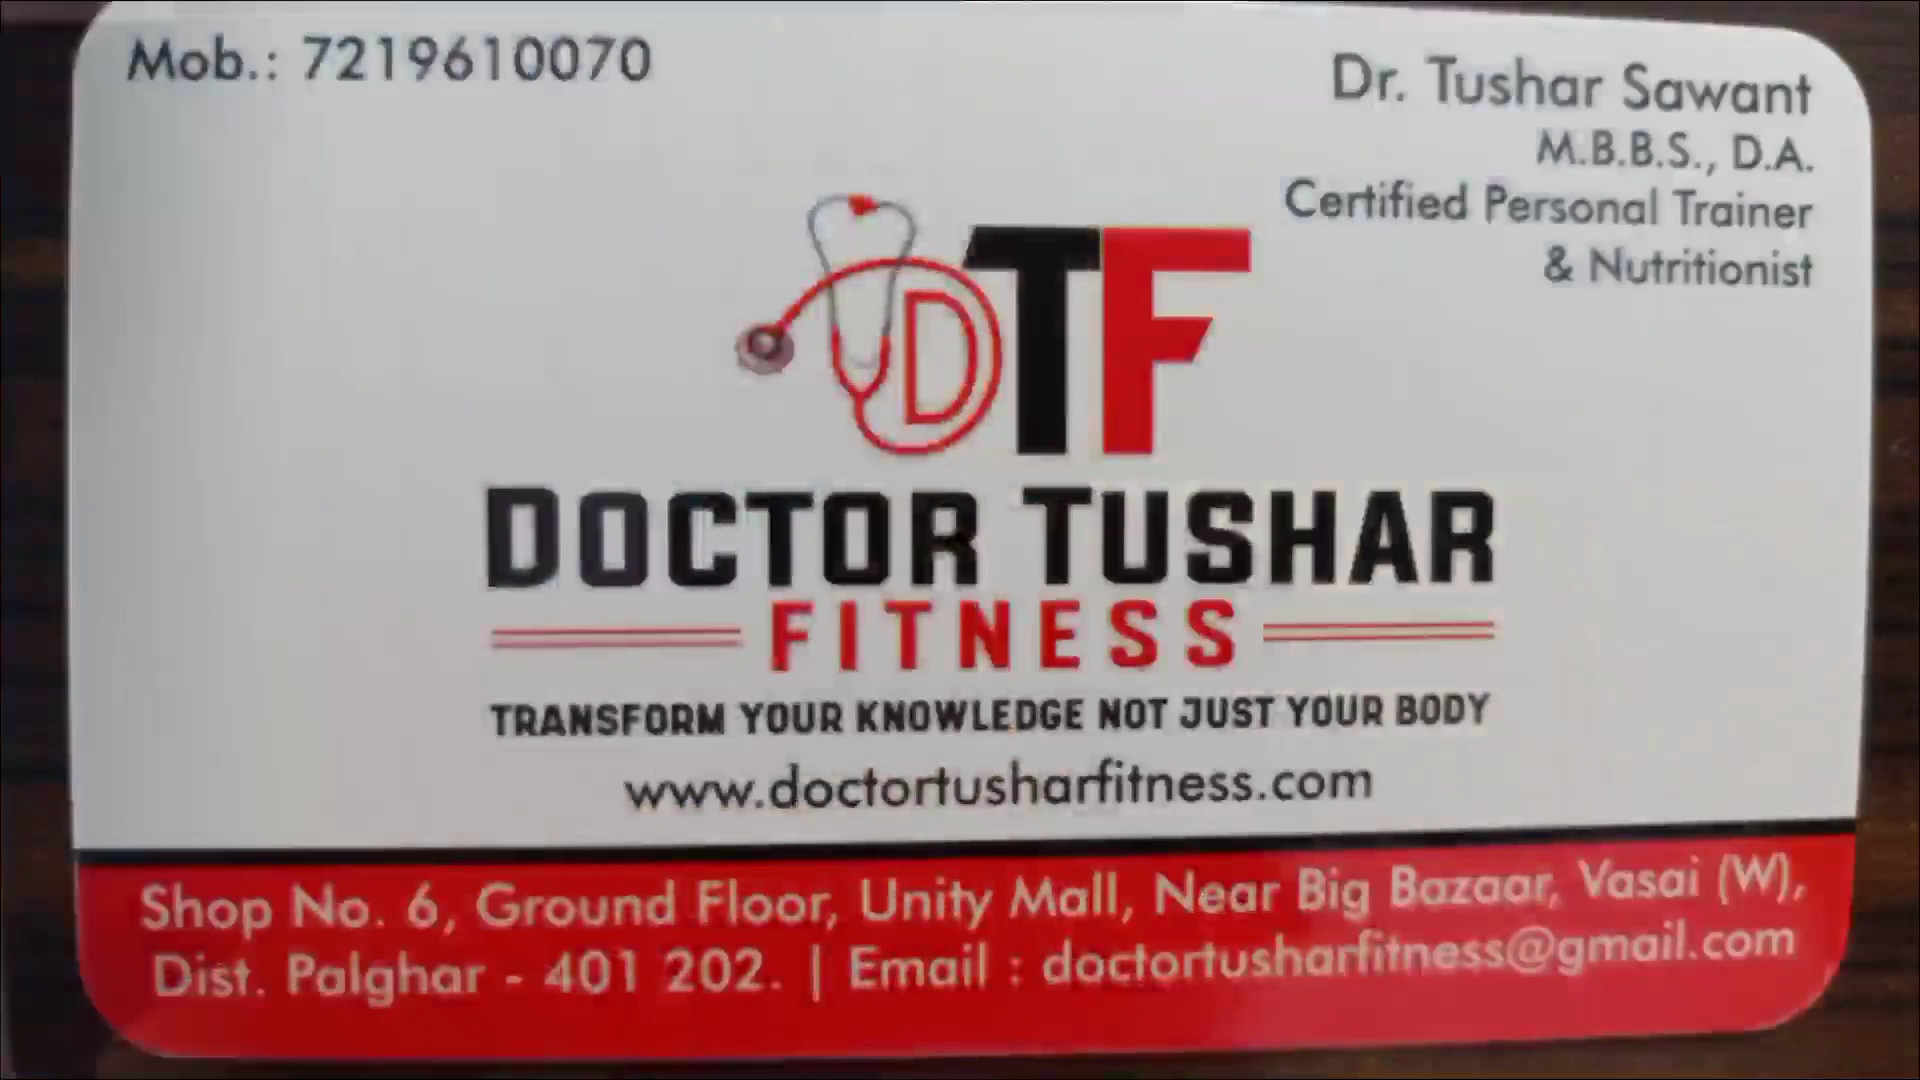 Mob.: 7219610070
Dr. Tushar Sawant
M.B.B.S., D.A.
Certified Personal Trainer
& Nutritionist
DTF
DOCTOR TUSHAR
FITNESS
TRANSFORM YOUR KNOWLEDGE NOT JUST YOUR BODY
www.doctortusharfitness.com
Shop No. 6, Ground Floor, Unity Mall, Near Big Bazaar, Vasai (W),
Dist. Palghar - 401 202. | Email : doctortusharfitness@gmail.com